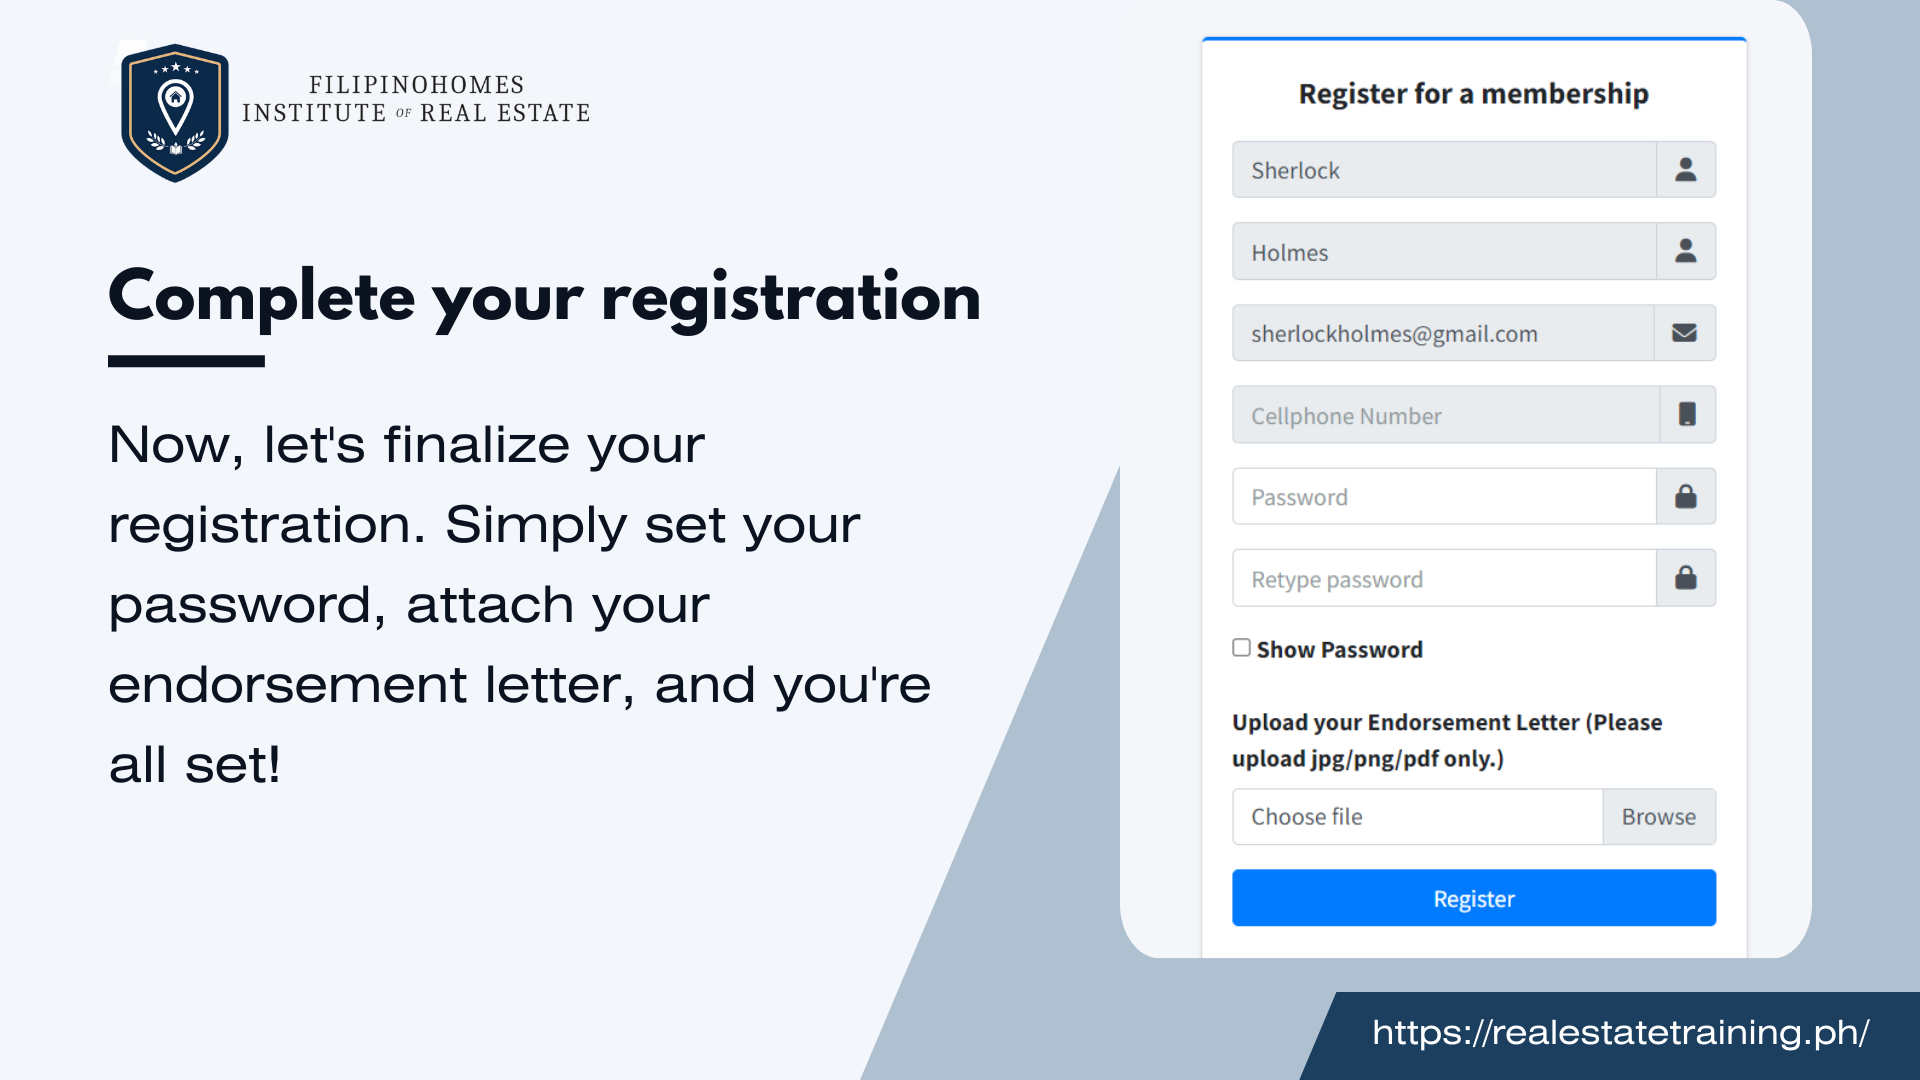 FILIPINOHOMES
INSTITUTE OF REAL ESTATE
Complete your registration
Now, let's finalize your
registration. Simply set your
password, attach your
endorsement letter, and you're
all set!
Register for a membership
Sherlock
Holmes
sherlockholmes@gmail.com
Cellphone Number
Password
Retype password
Show Password
Upload your Endorsement Letter (Please
upload jpg/png/pdf only.)
Choose file Browse
Register
https://realestatetraining.ph/